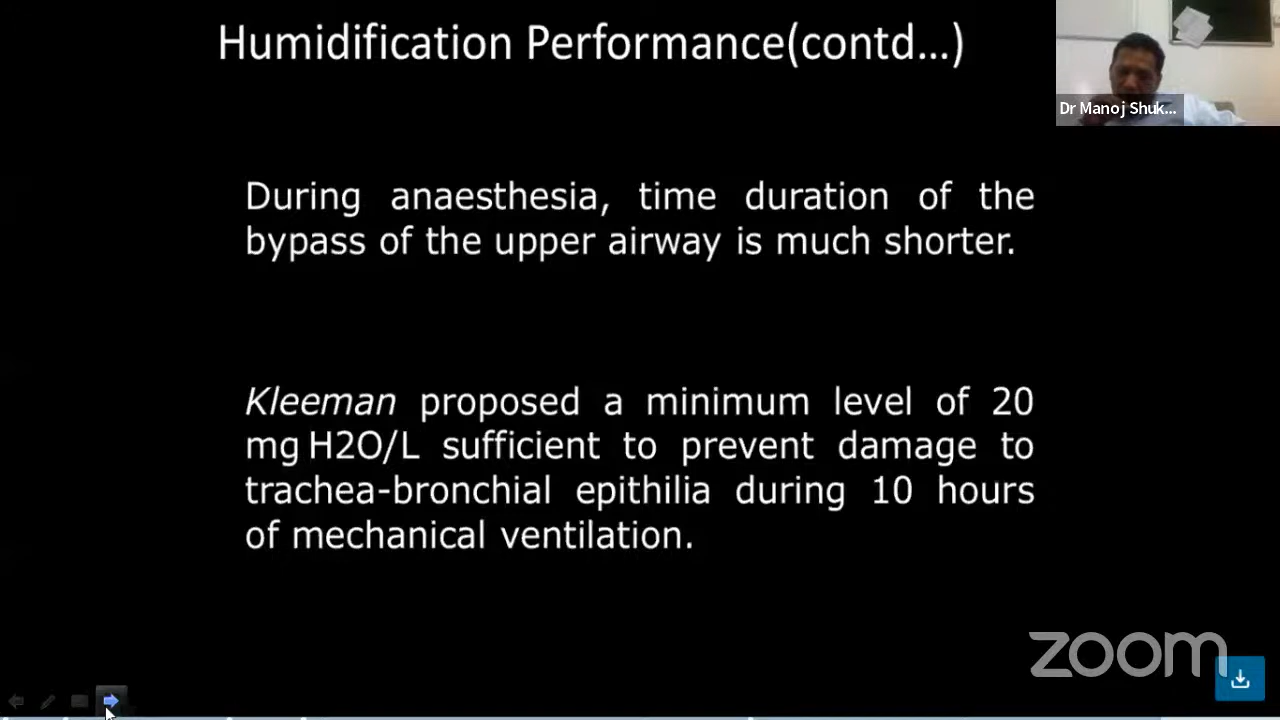 Humidification Performance(contd...)
Dr Manoj Shuk...
During anaesthesia, time duration of the
bypass of the upper airway is much shorter.
Kleeman proposed a minimum level of 20
mg H2O/L sufficient to prevent damage to
trachea-bronchial epithilia during 10 hours
of mechanical ventilation.
zoom